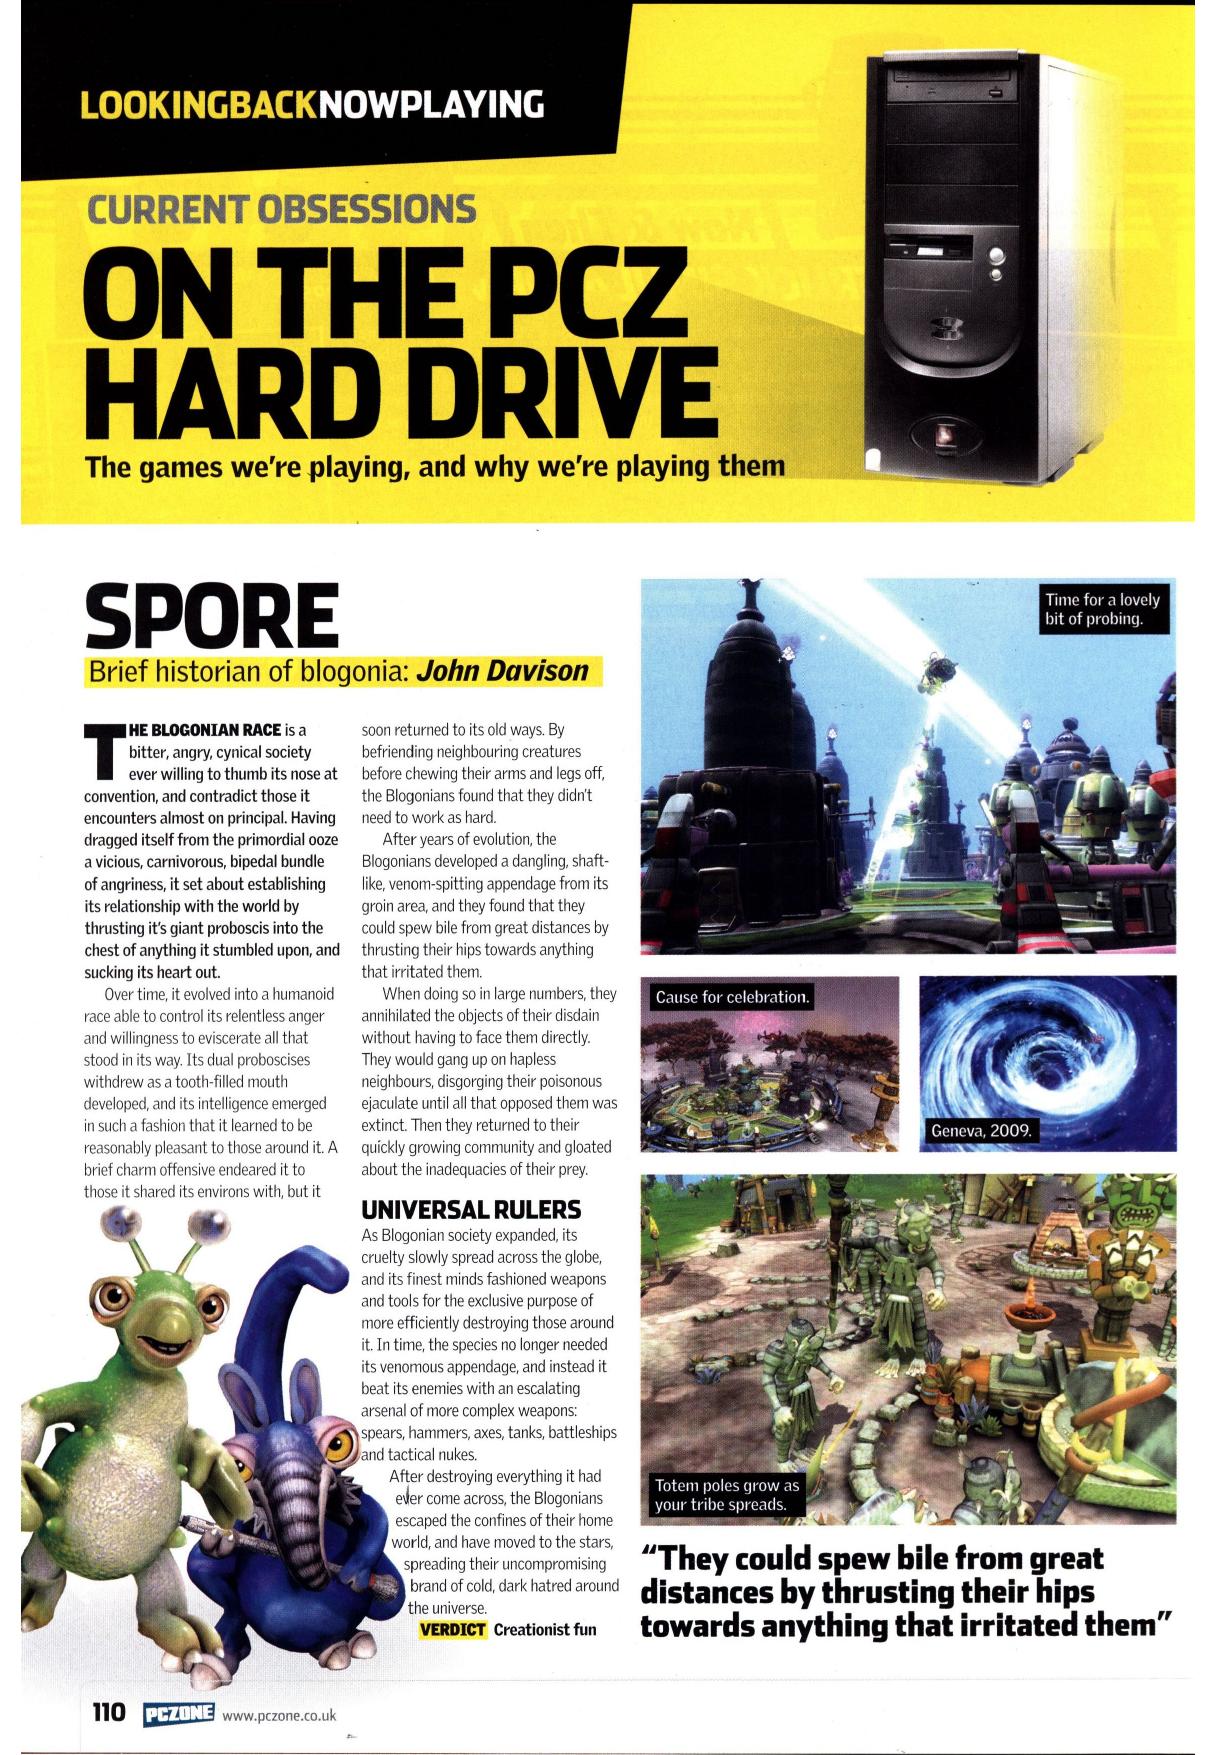 LOOKINGBACKNOWPLAYING
CURRENT OBSESSIONS
ON THE PCZ
HARD DRIVE
The games we're playing, and why we're playing them
SPORE
Brief historian of blogonia: John Davison
THE BLOGONIAN RACE is a
bitter, angry, cynical society
ever willing to thumb its nose at
convention, and contradict those it
encounters almost on principal. Having
dragged itself from the primordial ooze
a vicious, carnivorous, bipedal bundle
of angriness, it set about establishing
its relationship with the world by
thrusting it's giant proboscis into the
chest of anything it stumbled upon, and
sucking its heart out.
Over time, it evolved into a humanoid
race able to control its relentless anger
and willingness to eviscerate all that
stood in its way. Its dual proboscises
withdrew as a tooth-filled mouth
developed, and its intelligence emerged
in such a fashion that it learned to be
reasonably pleasant to those around it. A
brief charm offensive endeared it to
those it shared its environs with, but it
soon returned to its old ways. By
befriending neighbouring creatures
before chewing their arms and legs off,
the Blogonians found that they didn't
need to work as hard.
After years of evolution, the
Blogonians developed a dangling, shaft-
like, venom-spitting appendage from its
groin area, and they found that they
could spew bile from great distances by
thrusting their hips towards anything
that irritated them.
When doing so in large numbers, they
annihilated the objects of their disdain
without having to face them directly.
They would gang up on hapless
neighbours, disgorging their poisonous
ejaculate until all that opposed them was
extinct. Then they returned to their
quickly growing community and gloated
about the inadequacies of their prey.
UNIVERSAL RULERS
As Blogonian society expanded, its
cruelty slowly spread across the globe,
and its finest minds fashioned weapons
and tools for the exclusive purpose of
more efficiently destroying those around
it. In time, the species no longer needed
its venomous appendage, and instead it
beat its enemies with an escalating
arsenal of more complex weapons:
spears, hammers, axes, tanks, battleships
and tactical nukes.
After destroying everything it had
ever come across, the Blogonians
escaped the confines of their home
world, and have moved to the stars,
spreading their uncompromising
brand of cold, dark hatred around
the universe.
VERDICT Creationist fun
Time for a lovely
bit of probing.
Cause for celebration.
Geneva, 2009.
Totem poles grow as
your tribe spreads.
"They could spew bile from great
distances by thrusting their hips
towards anything that irritated them"
110 PCZONE www.pczone.co.uk